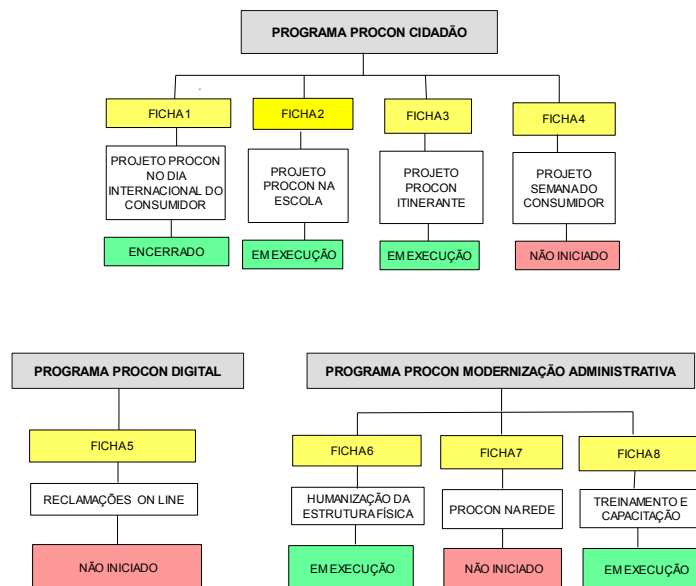 PROGRAMA PROCON CIDADÃO
FICHA1
FICHA2
FICHA3
FICHA4
PROJETO PROCON
NO DIA
INTERNACIONAL DO
CONSUMIDOR
PROJETO
PROCON NA
ESCOLA
PROJETO
PROCON
ITINERANTE
PROJETO
SEMANA DO
CONSUMIDOR
ENCERRADO
EM EXECUÇÃO
EM EXECUÇÃO
NÃO INICIADO
PROGRAMA PROCON DIGITAL
FICHA5
RECLAMAÇÕES ON LINE
NÃO INICIADO
PROGRAMA PROCON MODERNIZAÇÃO ADMINISTRATIVA
FICHA6
FICHA7
FICHA8
HUMANIZAÇÃO DA
ESTRUTURA FÍSICA
PROCON NA REDE
TREINAMENTO E
CAPACITAÇÃO
EM EXECUÇÃO
NÃO INICIADO
EM EXECUÇÃO